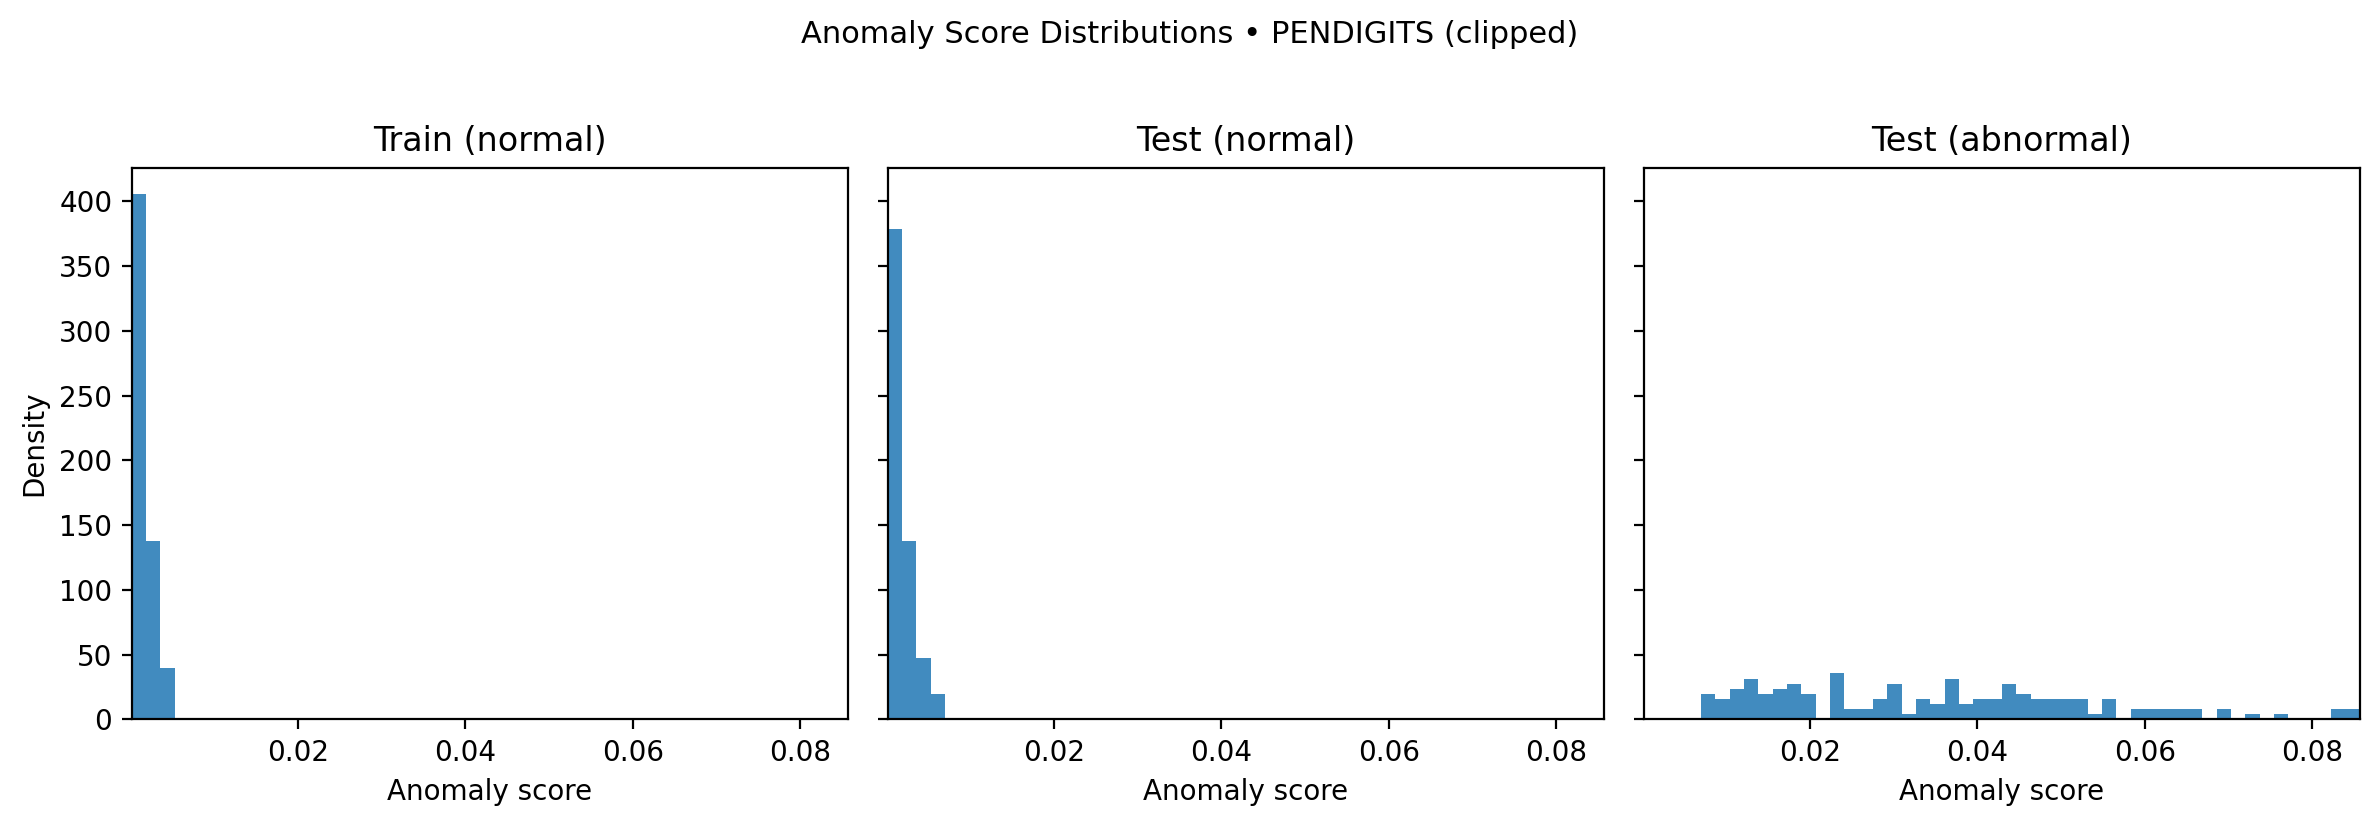 Anomaly Score Distributions • PENDIGITS (clipped)
Train (normal)
Test (normal)
Test (abnormal)
Density
400
350
300
250
200
150
100
50
0
0.02 0.04 0.06 0.08
0.02 0.04 0.06 0.08
0.02 0.04 0.06 0.08
Anomaly score
Anomaly score
Anomaly score